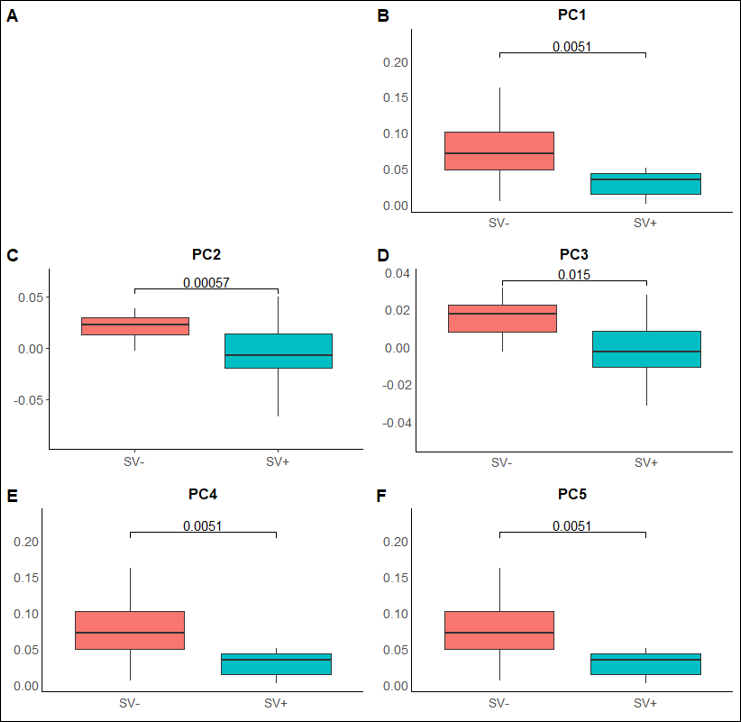 A
B
PC1
0.0051
0.20
0.15
0.10
0.05
0.00
SV-
SV+
C
PC2
0.00057
0.05
0.00
-0.05
SV-
SV+
D
PC3
0.015
0.04
0.02
0.00
-0.02
-0.04
SV-
SV+
E
PC4
0.0051
0.20
0.15
0.10
0.05
0.00
SV-
SV+
F
PC5
0.0051
0.20
0.15
0.10
0.05
0.00
SV-
SV+